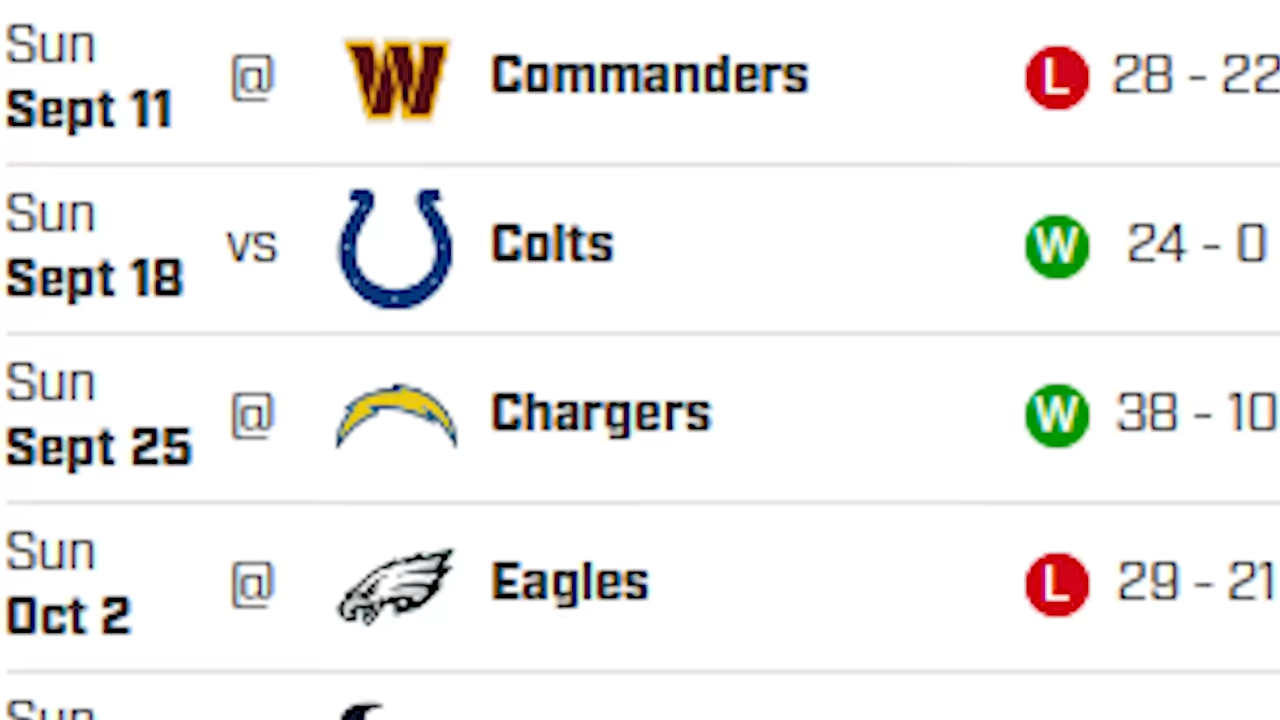 Sun
Sept 11
@ W Commanders L 28 - 22
Sun
Sept 18
vs Colts W 24 - 0
Sun
Sept 25
@ Chargers W 38 - 10
Sun
Oct 2
@ Eagles L 29 - 21
Sun